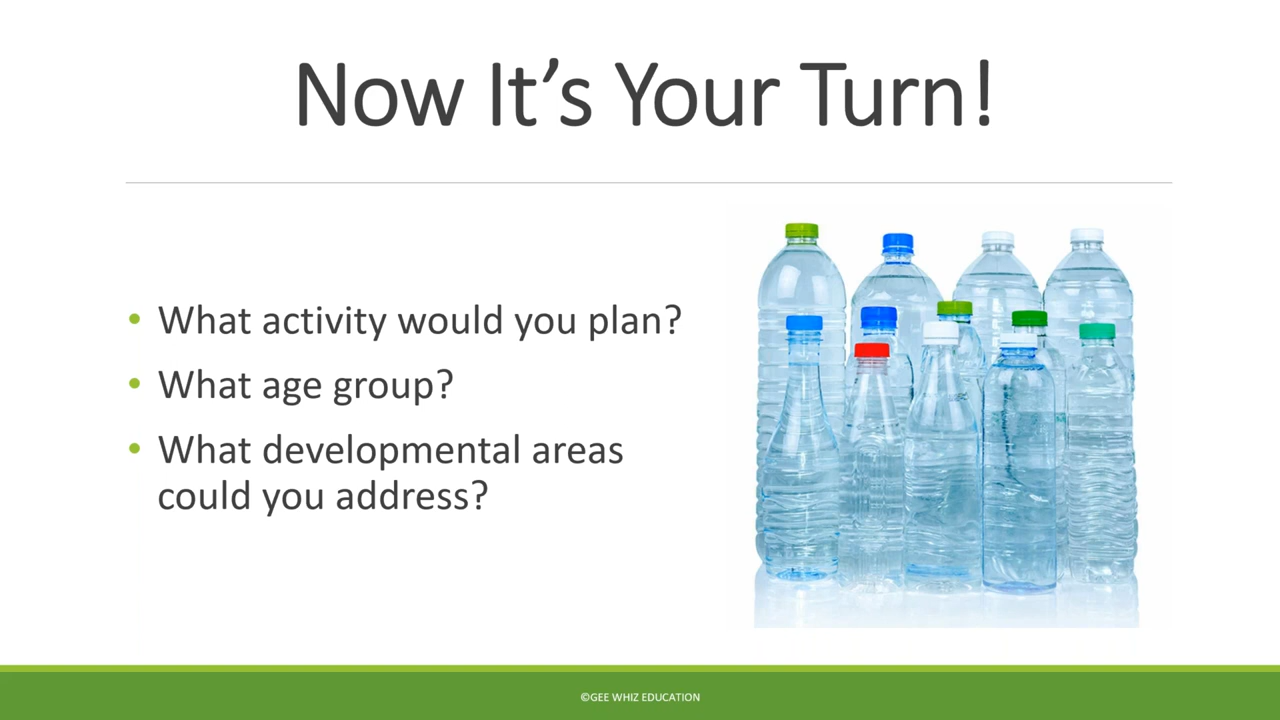 Now It’s Your Turn!
• What activity would you plan?
• What age group?
• What developmental areas
could you address?
©GEE WHIZ EDUCATION